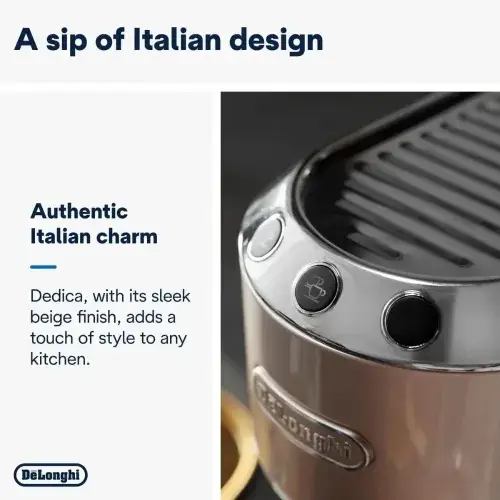 A sip of Italian design
Authentic
Italian charm
Dedica, with its sleek
beige finish, adds a
touch of style to any
kitchen.
DeLonghi
DeLonghi